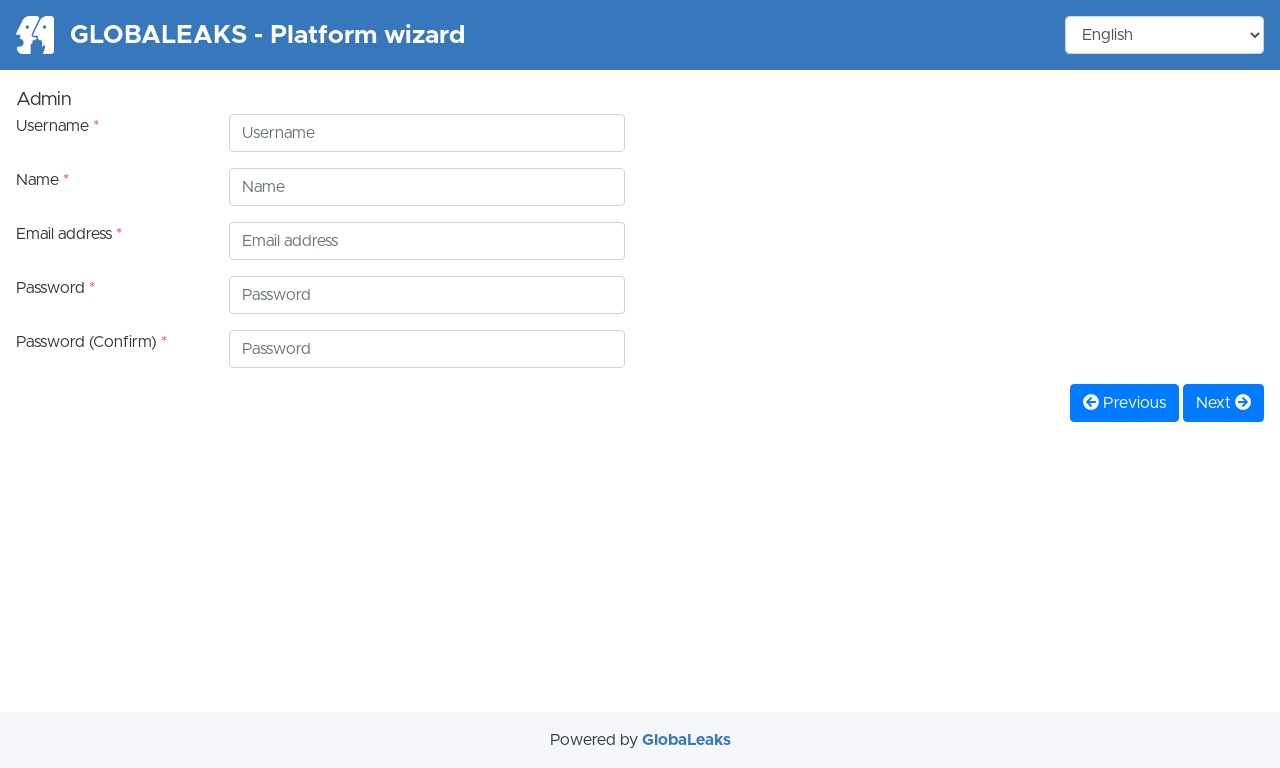 GLOBALEAKS - Platform wizard
English
Admin
Username *
Username
Name *
Name
Email address *
Email address
Password *
Password
Password (Confirm) *
Password
Previous
Next
Powered by GlobaLeaks